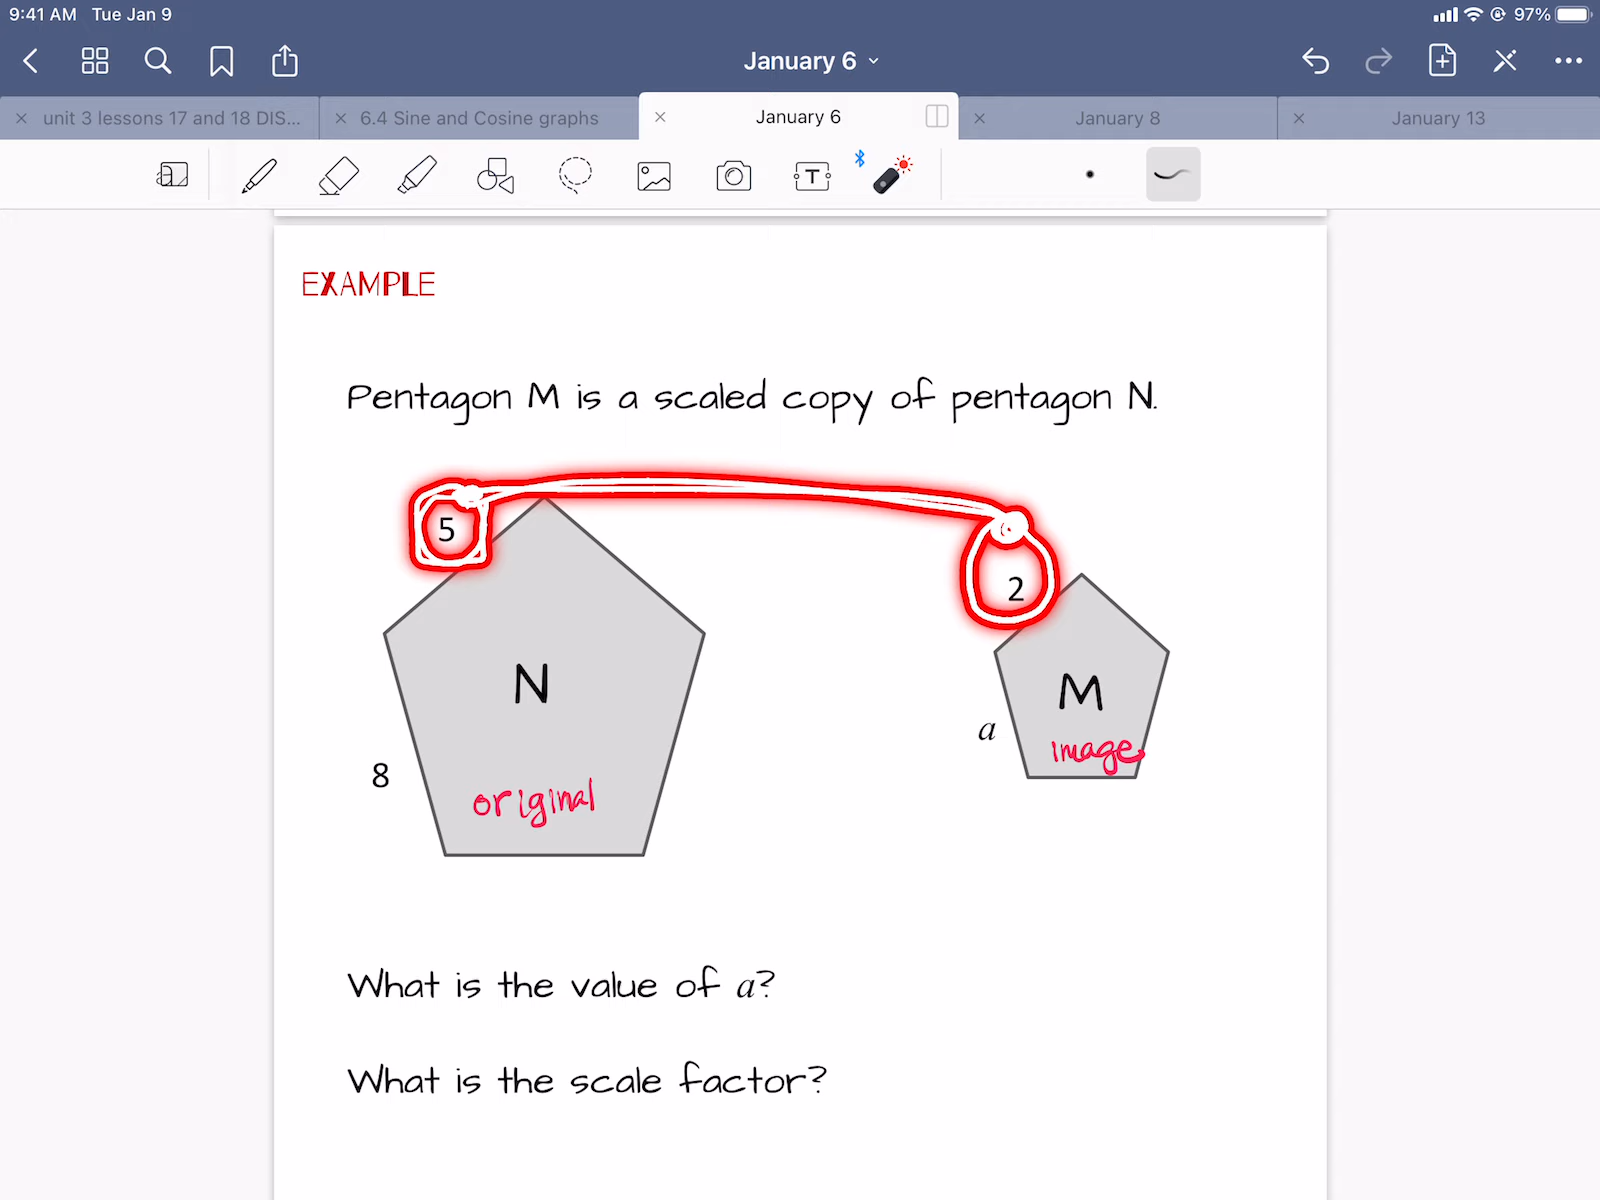 9:41 AM Tue Jan 9
97%
January 6
unit 3 lessons 17 and 18 DIS...
6.4 Sine and Cosine graphs
January 6
January 8
January 13
T
EXAMPLE
Pentagon M is a scaled copy of pentagon N.
5
2
N
M
a
image
8
original
What is the value of a?
What is the scale factor?